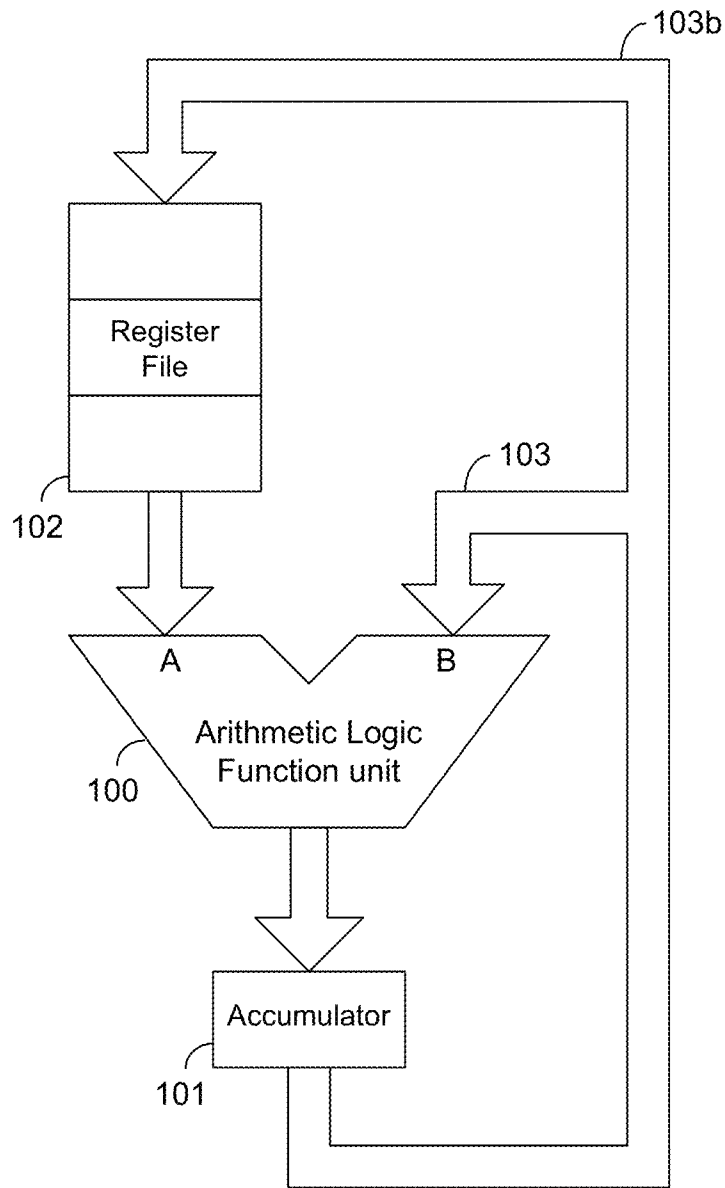 103b
Register
File
103
102
A
B
Arithmetic Logic
Function unit
100
Accumulator
101